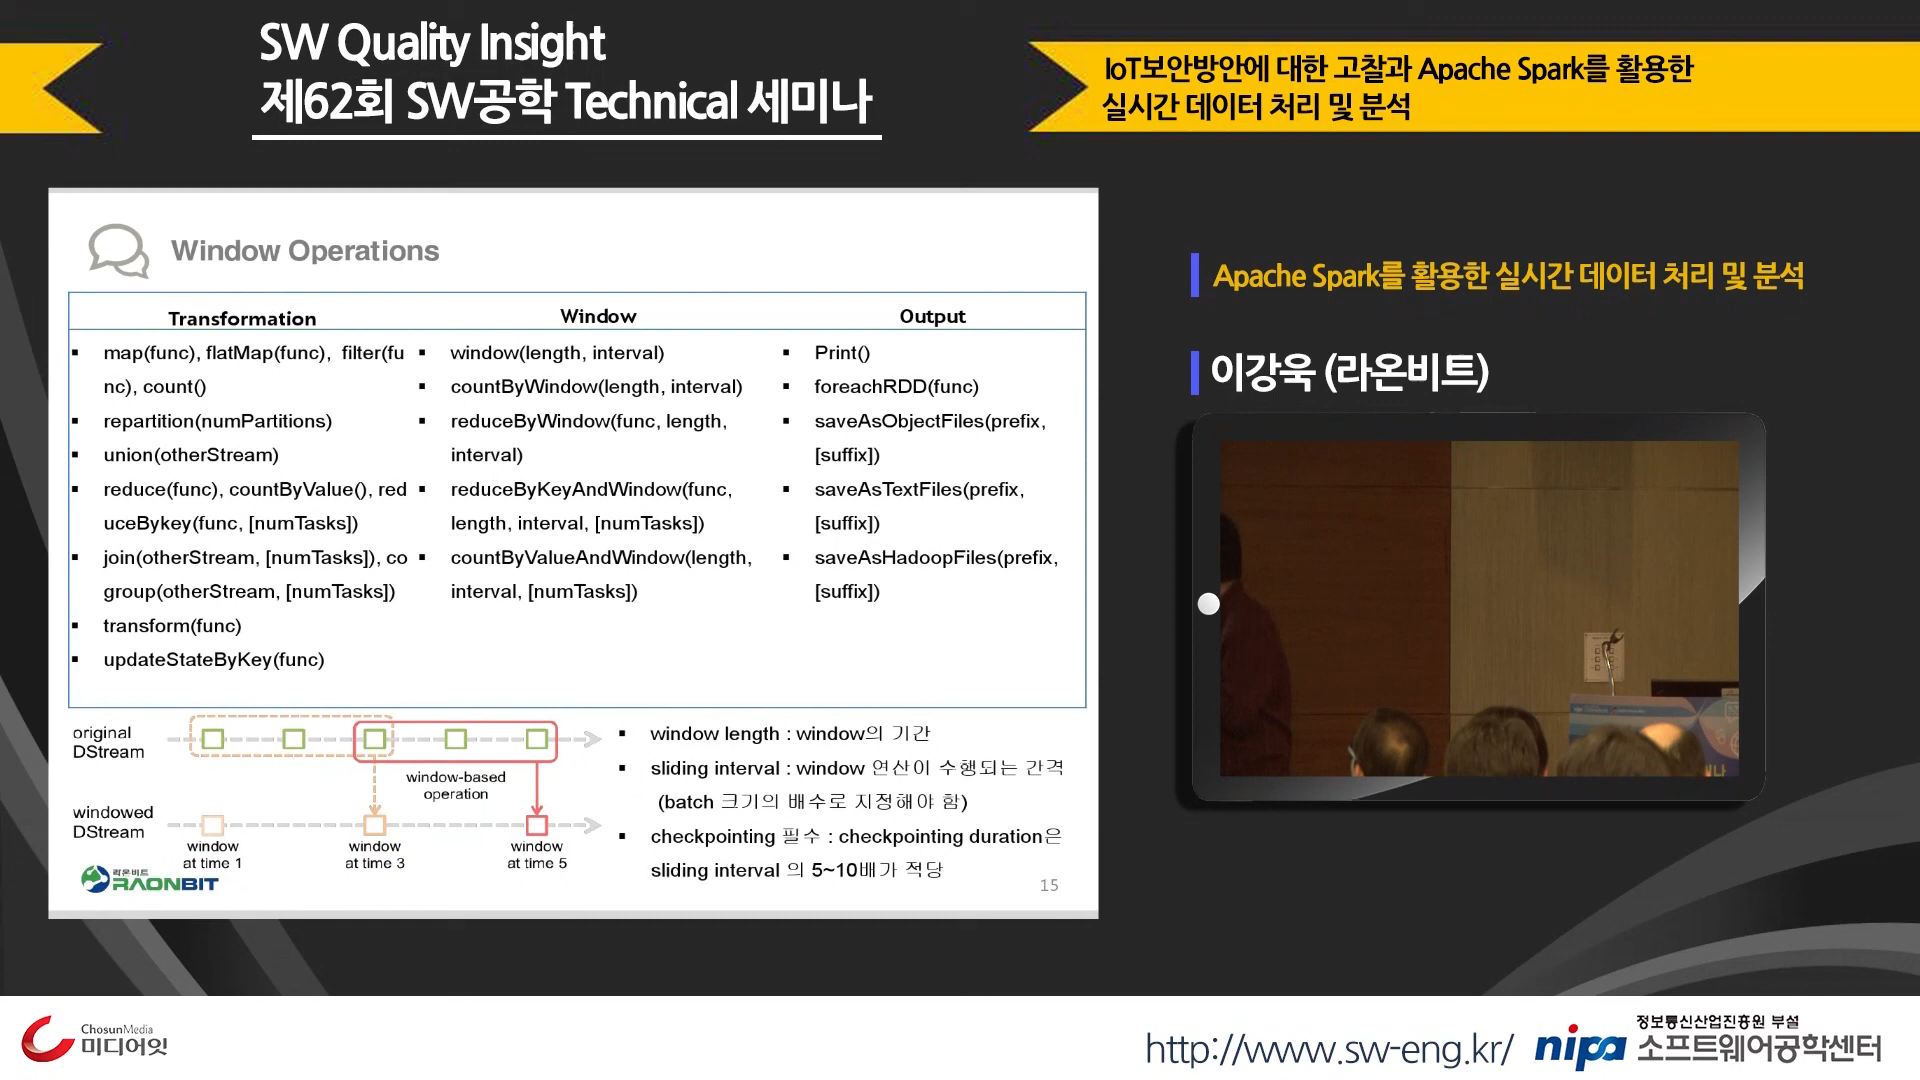 SW Quality Insight
제62회 SW공학 Technical 세미나
IoT보안방안에 대한 고찰과 Apache Spark를 활용한
실시간 데이터 처리 및 분석
Window Operations
Transformation
▪ map(func), flatMap(func), filter(fu
nc), count()
▪ repartition(numPartitions)
▪ union(otherStream)
▪ reduce(func), countByValue(), red
uceBykey(func, [numTasks])
▪ join(otherStream, [numTasks]), co
group(otherStream, [numTasks])
▪ transform(func)
▪ updateStateByKey(func)
Window
▪ window(length, interval)
▪ countByWindow(length, interval)
▪ reduceByWindow(func, length,
interval)
▪ reduceByKeyAndWindow(func,
length, interval, [numTasks])
▪ countByValueAndWindow(length,
interval, [numTasks])
Output
▪ Print()
▪ foreachRDD(func)
▪ saveAsObjectFiles(prefix,
[suffix])
▪ saveAsTextFiles(prefix,
[suffix])
▪ saveAsHadoopFiles(prefix,
[suffix])
original
DStream
window-based
operation
windowed
DStream
window
at time 1
window
at time 3
window
at time 5
▪ window length : window의 기간
▪ sliding interval : window 연산이 수행되는 간격
(batch 크기의 배수로 지정해야 함)
▪ checkpointing 필수 : checkpointing duration은
sliding interval 의 5~10배가 적당
라온비트
RAONBIT
15
Apache Spark를 활용한 실시간 데이터 처리 및 분석
이강욱 (라온비트)
ChosunMedia
미디어잇
http://www.sw-eng.kr/
nipa
정보통신산업진흥원 부설
소프트웨어공학센터